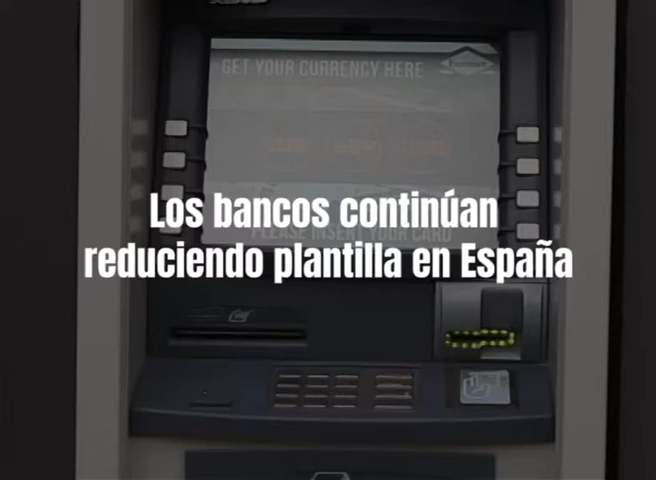 GET YOUR CURRENCY HERE
PLEASE INSERT YOUR CARD
Los bancos continúan
reduciendo plantilla en España